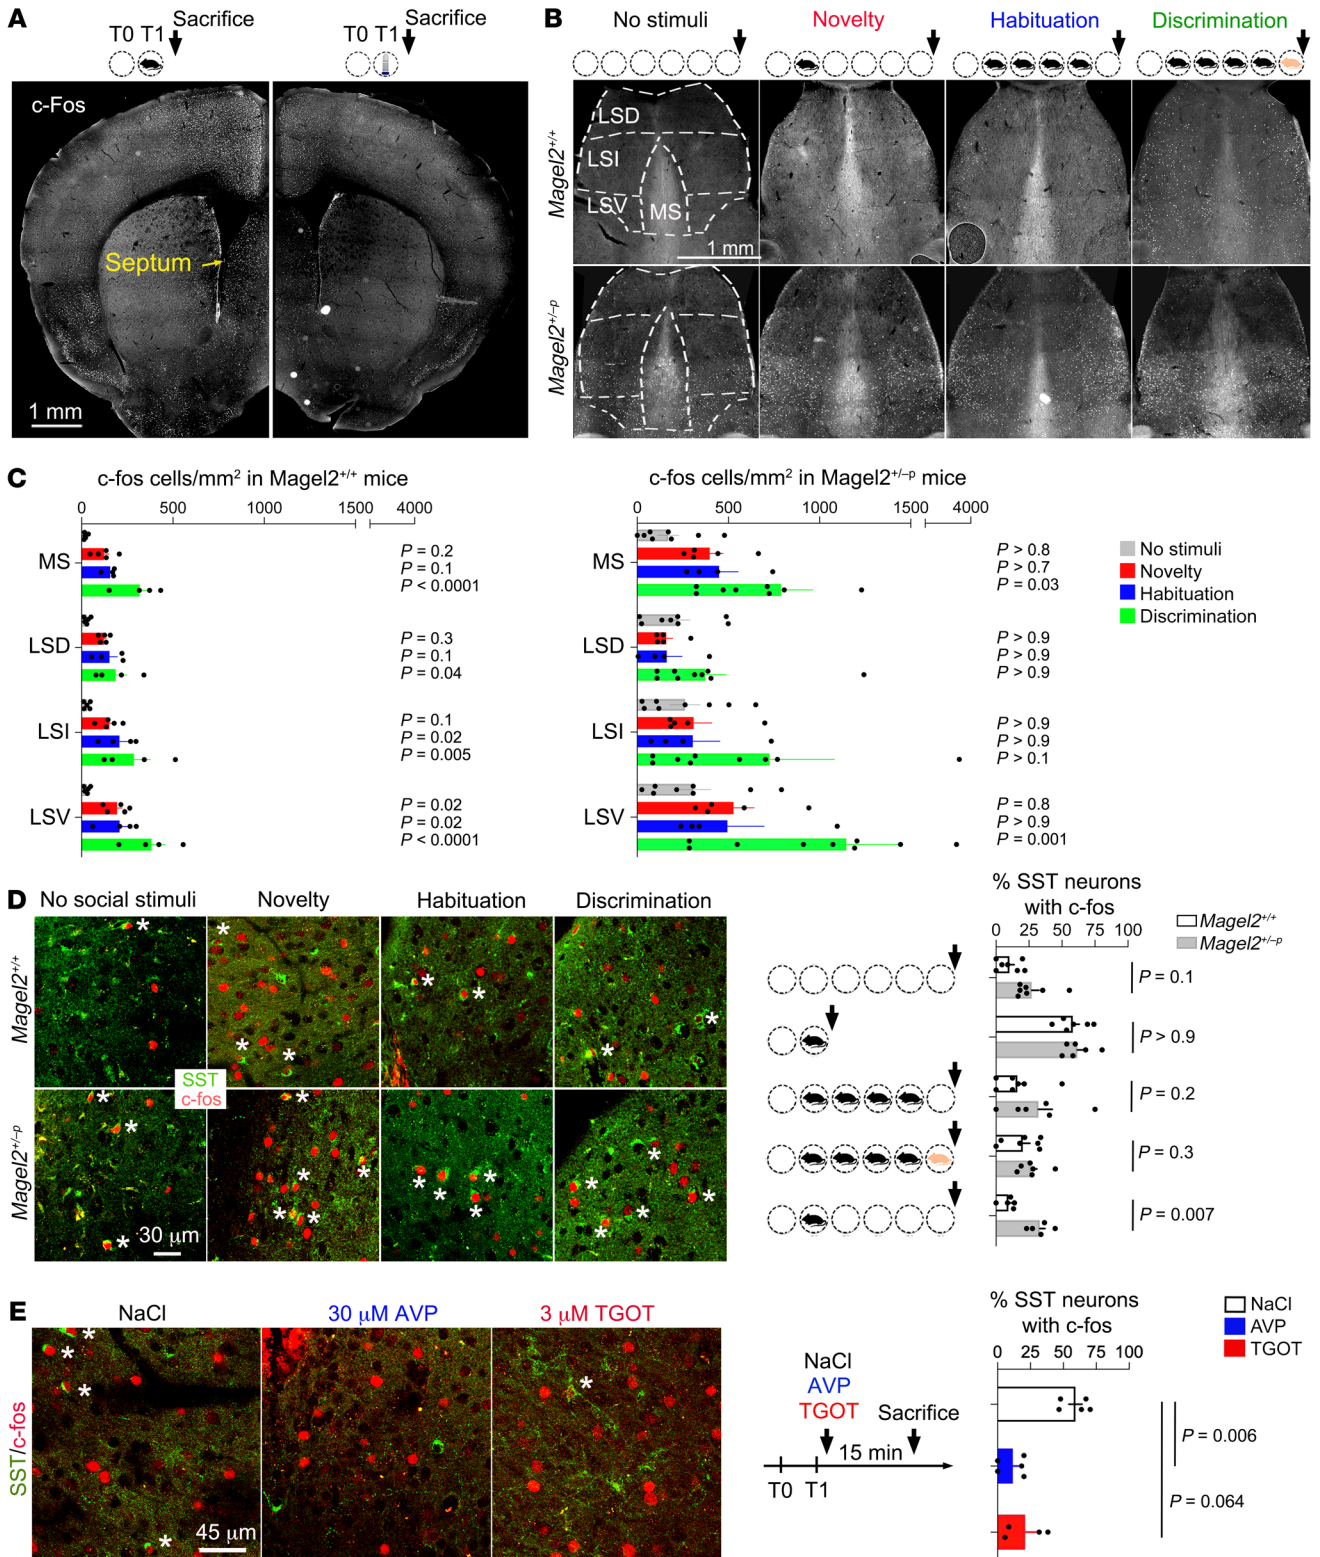 A
T0 T1 Sacrifice
T0 T1 Sacrifice
c-Fos
Septum
1 mm
B
No stimuli Novelty Habituation Discrimination
Magel2+/+
LSD
LSI
LSV
MS
1 mm
Magel2+/–p
C
c-fos cells/mm2 in Magel2+/+ mice
0 500 1000 1500 4000
MS
P = 0.2
P = 0.1
P < 0.0001
LSD
P = 0.3
P = 0.1
P = 0.04
LSI
P = 0.1
P = 0.02
P = 0.005
LSV
P = 0.02
P = 0.02
P < 0.0001
c-fos cells/mm2 in Magel2+/–p mice
0 500 1000 1500 4000
MS
P > 0.8
P > 0.7
P = 0.03
LSD
P > 0.9
P > 0.9
P > 0.9
LSI
P > 0.9
P > 0.9
P > 0.1
LSV
P = 0.8
P > 0.9
P = 0.001
No stimuli
Novelty
Habituation
Discrimination
D
No social stimuli Novelty Habituation Discrimination
Magel2+/+
SST
c-fos
Magel2+/–p
30 μm
% SST neurons
with c-fos
0 25 50 75 100
Magel2+/+
Magel2+/–p
P = 0.1
P > 0.9
P = 0.2
P = 0.3
P = 0.007
E
NaCl 30 μM AVP 3 μM TGOT
SST/c-fos
45 μm
NaCl
AVP
TGOT Sacrifice
15 min
T0 T1
% SST neurons
with c-fos
0 25 50 75 100
NaCl
AVP
TGOT
P = 0.006
P = 0.064